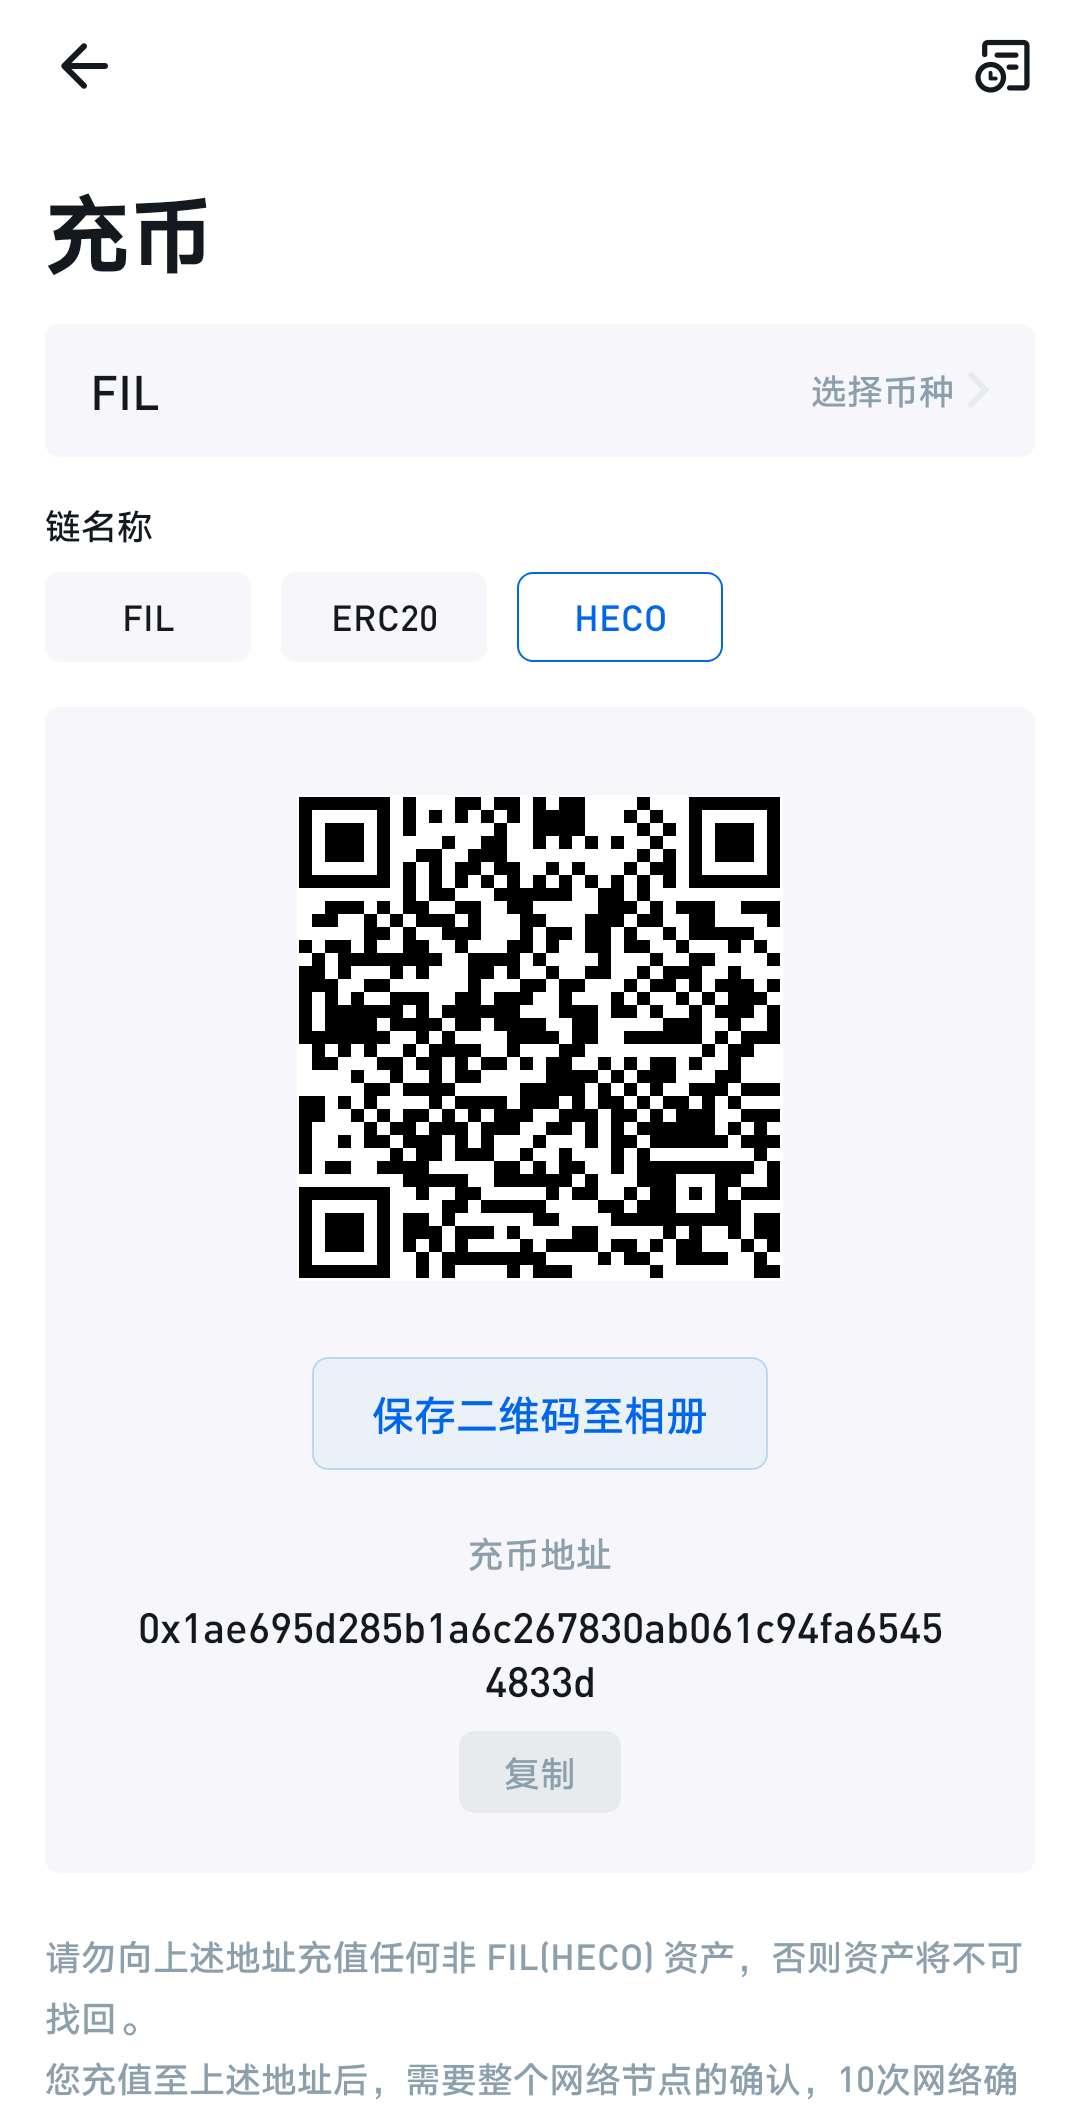 充币
FIL 选择币种
链名称
FIL ERC20 HECO
保存二维码至相册
充币地址
0x1ae695d285b1a6c267830ab061c94fa6545
4833d
复制
请勿向上述地址充值任何非 FIL(HECO) 资产，否则资产将不可
找回。
您充值至上述地址后，需要整个网络节点的确认，10次网络确